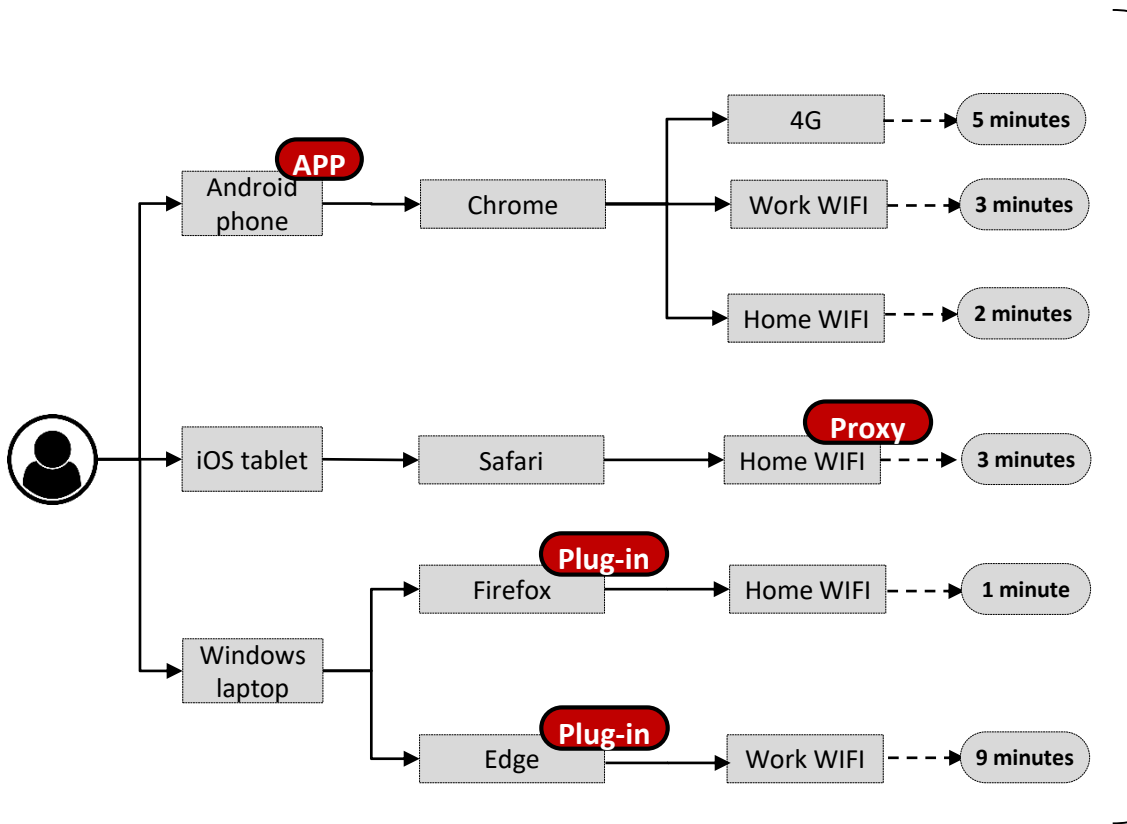 4G
5 minutes
APP
Android
phone
Chrome
Work WIFI
3 minutes
Home WIFI
2 minutes
Proxy
iOS tablet
Safari
Home WIFI
3 minutes
Plug-in
Firefox
Home WIFI
1 minute
Windows
laptop
Plug-in
Edge
Work WIFI
9 minutes